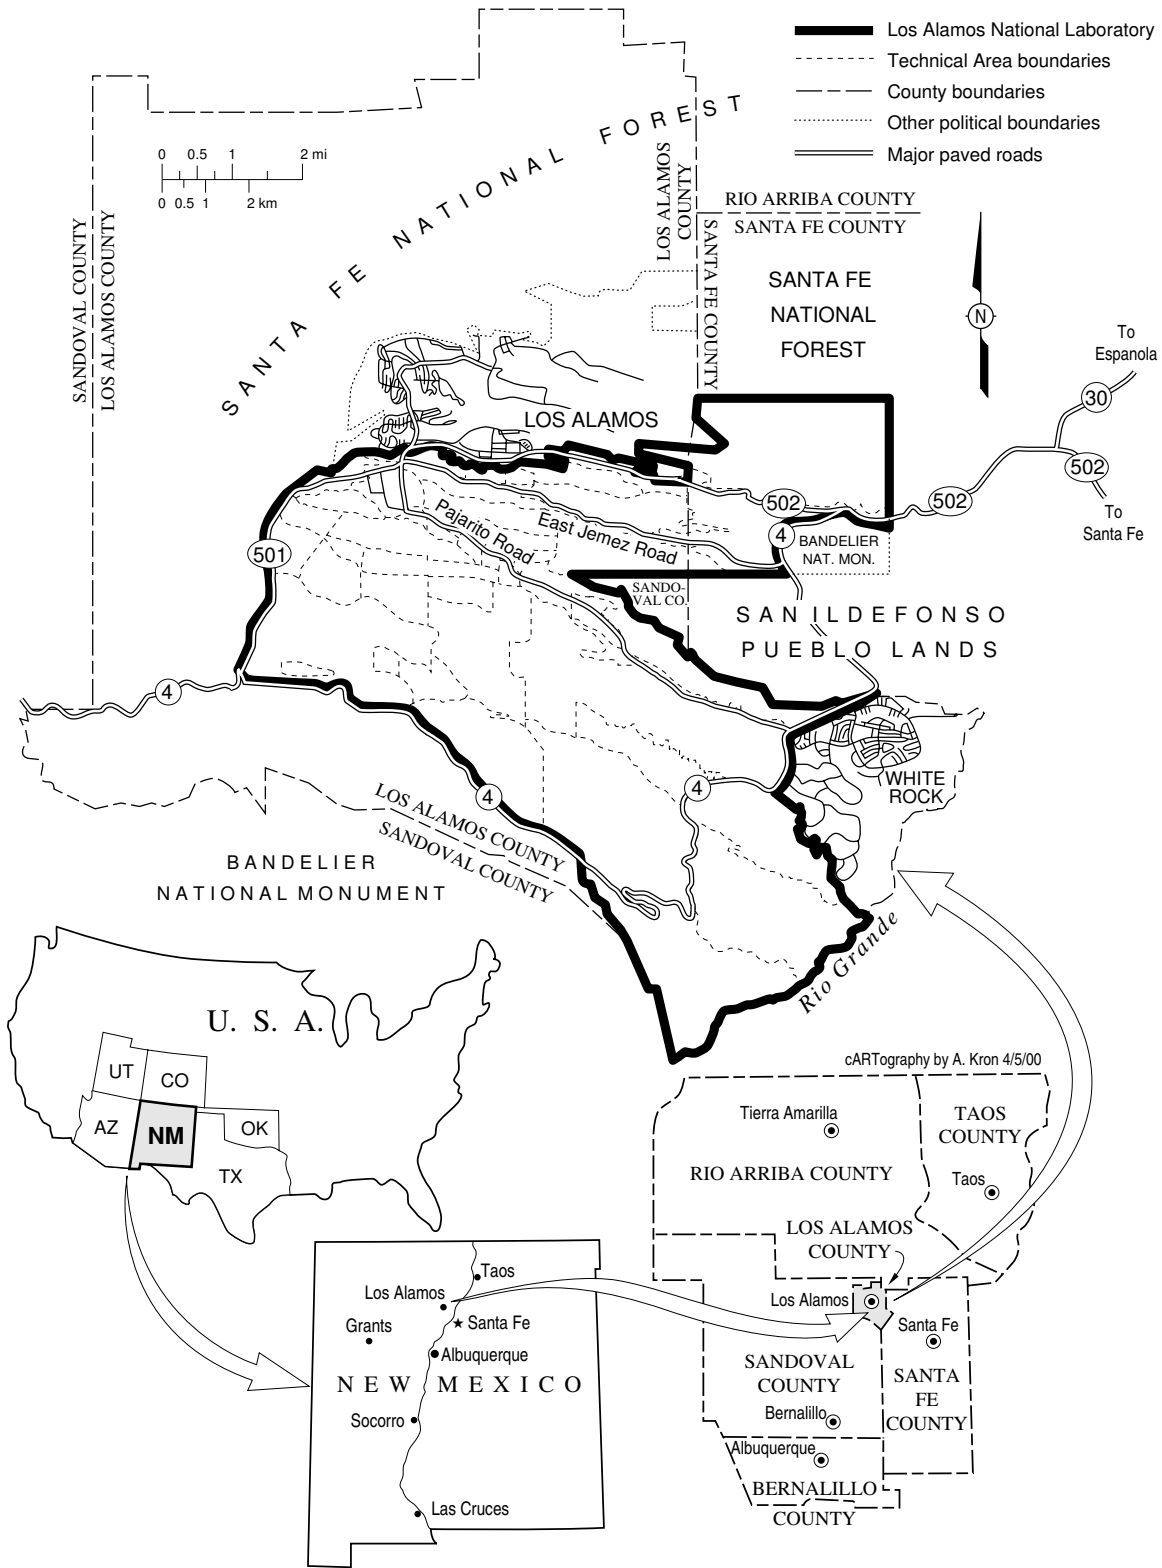 Los Alamos National Laboratory
Technical Area boundaries
County boundaries
Other political boundaries
Major paved roads
0 0.5 1 2 mi
0 0.5 1 2 km
SANTA FE NATIONAL FOREST
SANDOVAL COUNTY
LOS ALAMOS COUNTY
LOS ALAMOS
COUNTY
SANTA FE COUNTY
RIO ARRIBA COUNTY
SANTA FE COUNTY
SANTA FE
NATIONAL
FOREST
N
To
Espanola
30
502
To
Santa Fe
502
502
LOS ALAMOS
4
BANDELIER
NAT. MON.
Pajarito Road
East Jemez Road
501
SANDO-
VAL CO.
SAN ILDEFONSO
PUEBLO LANDS
4
4
4
WHITE
ROCK
LOS ALAMOS COUNTY
SANDOVAL COUNTY
BANDELIER
NATIONAL MONUMENT
Rio Grande
U. S. A.
UT
CO
AZ
NM
OK
TX
cARTography by A. Kron 4/5/00
Tierra Amarilla
TAOS
COUNTY
RIO ARRIBA COUNTY
Taos
LOS ALAMOS
COUNTY
Los Alamos
Santa Fe
SANDOVAL
COUNTY
SANTA
FE
COUNTY
Bernalillo
Albuquerque
BERNALILLO
COUNTY
Taos
Los Alamos
Grants
Santa Fe
Albuquerque
NEW MEXICO
Socorro
Las Cruces